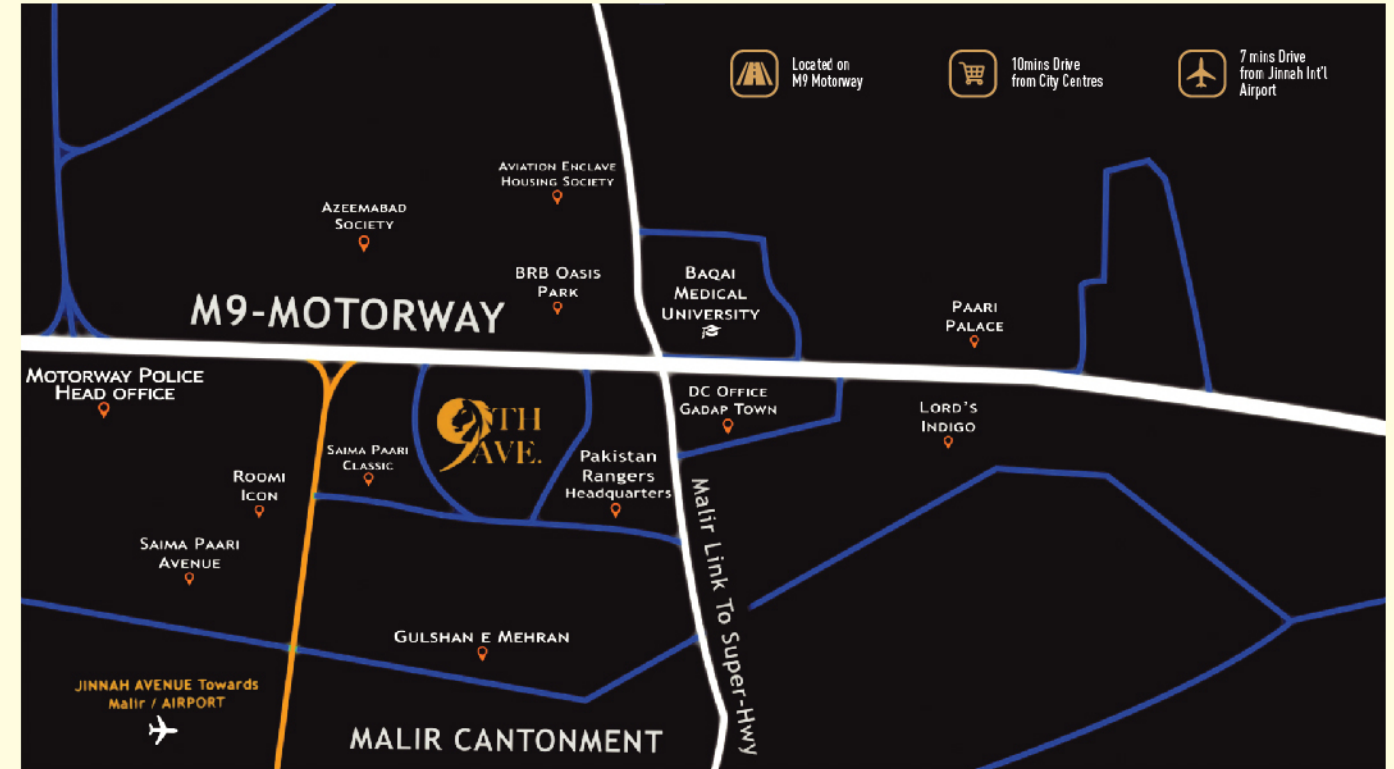 Located on
M9 Motorway
10mins Drive
from City Centres
7 mins Drive
from Jinnah Int'l
Airport
AVIATION ENCLAVE
HOUSING SOCIETY
AZEEMABAD
SOCIETY
BRB OASIS
PARK
BAQAI
MEDICAL
UNIVERSITY
PAARI
PALACE
M9-MOTORWAY
MOTORWAY POLICE
HEAD OFFICE
9TH
AVE.
DC OFFICE
GADAP TOWN
LORD'S
INDIGO
SAIMA PAARI
CLASSIC
Pakistan
Rangers
Headquarters
ROOMI
ICON
SAIMA PAARI
AVENUE
Malir Link To Super-Hwy
GULSHAN E MEHRAN
JINNAH AVENUE Towards
Malir / AIRPORT
MALIR CANTONMENT